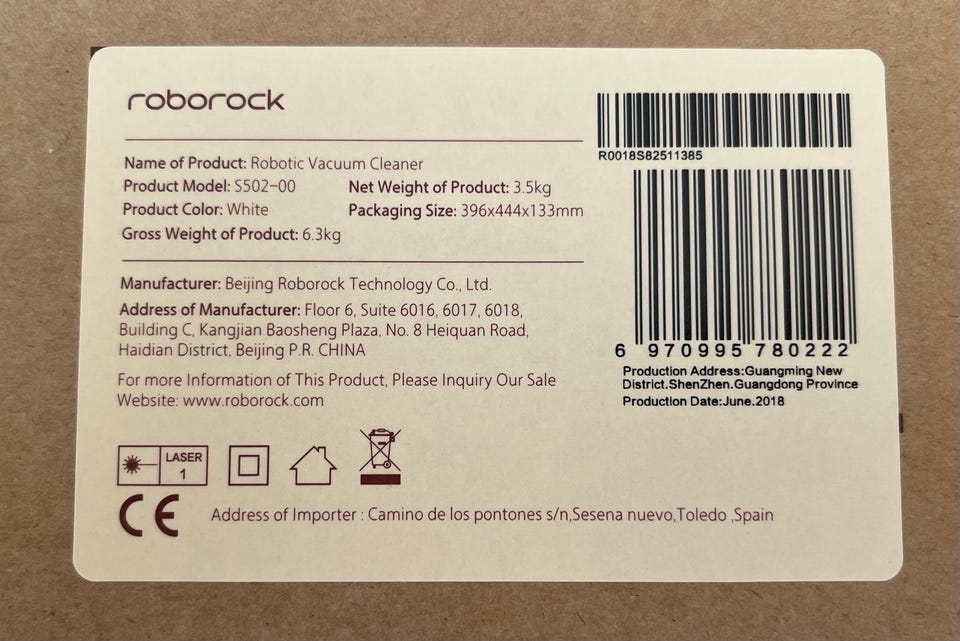 roborock
Name of Product: Robotic Vacuum Cleaner
Product Model: S502-00 Net Weight of Product: 3.5kg
Product Color: White Packaging Size: 396x444x133mm
Gross Weight of Product: 6.3kg
Manufacturer: Beijing Roborock Technology Co., Ltd.
Address of Manufacturer: Floor 6, Suite 6016, 6017, 6018,
Building C, Kangjian Baosheng Plaza, No. 8 Heiquan Road,
Haidian District, Beijing P.R. CHINA
For more Information of This Product, Please Inquiry Our Sale
Website: www.roborock.com
LASER
1
CE
Address of Importer : Camino de los pontones s/n,Sesena nuevo,Toledo ,Spain
R0018S82511385
6 970995 780222
Production Address:Guangming New
District.ShenZhen.Guangdong Province
Production Date:June.2018